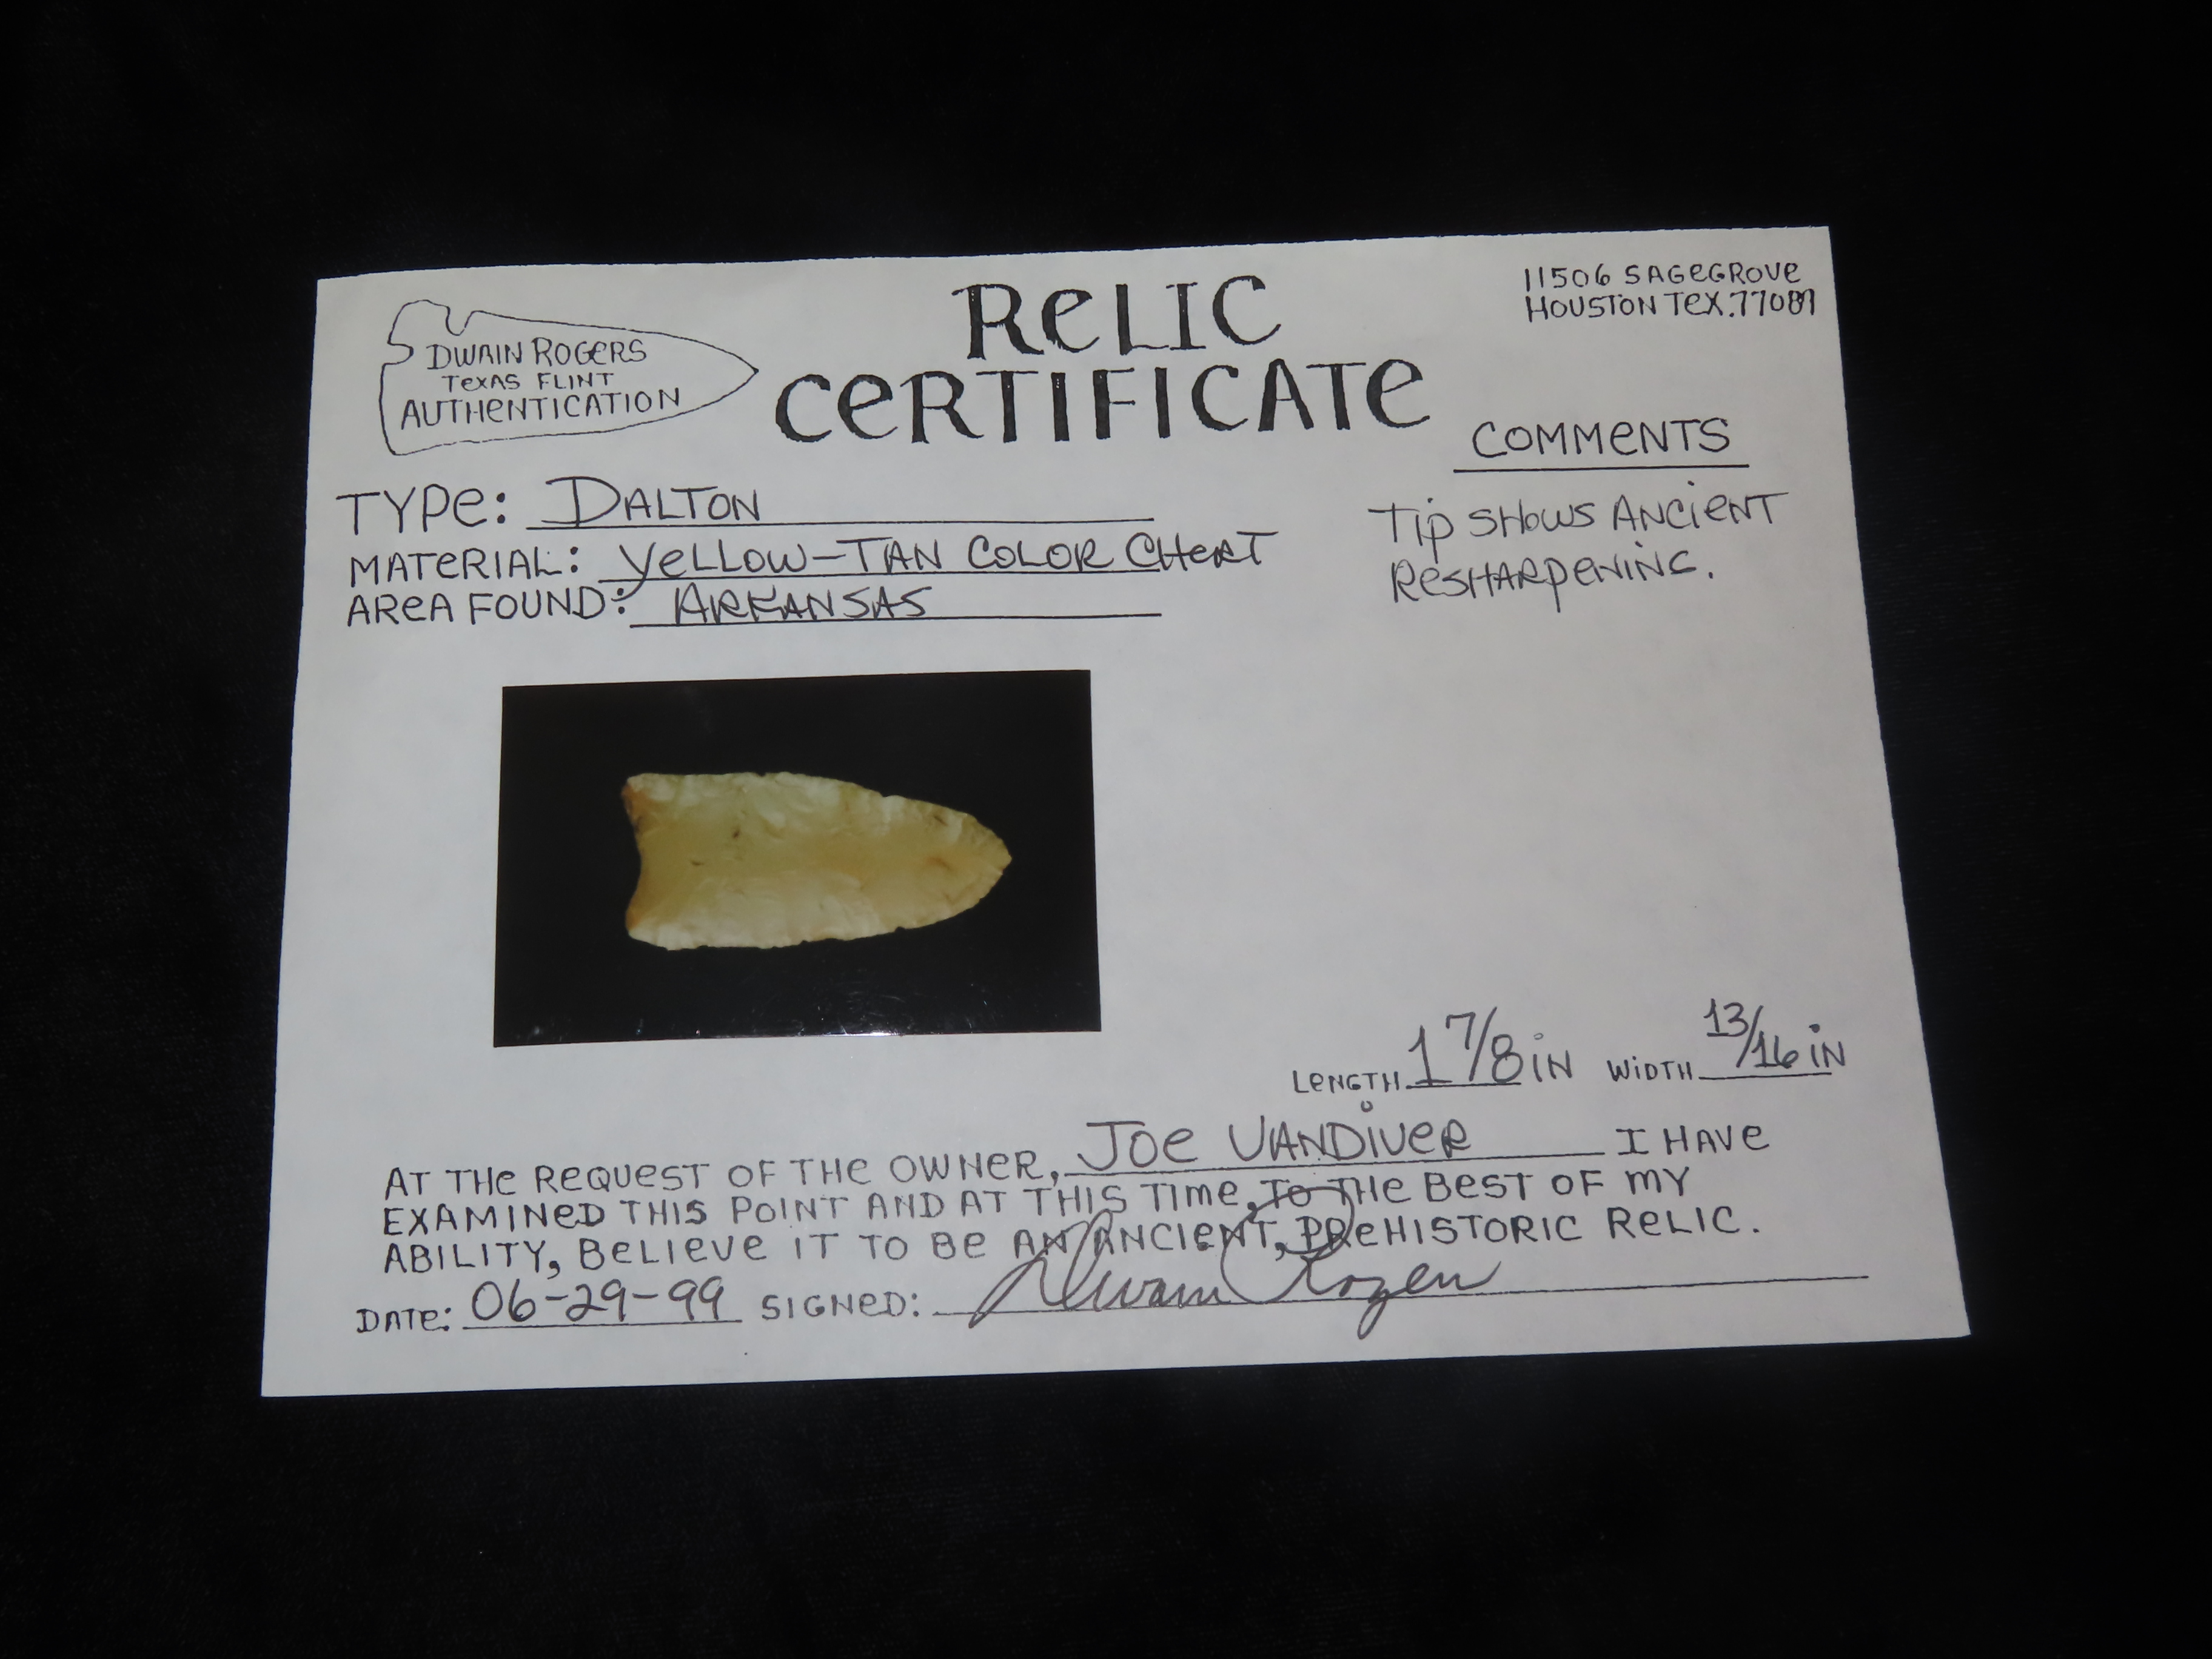 DWAIN ROGERS
TEXAS FLINT
AUTHENTICATION
RELIC
CERTIFICATE
11506 SAGEGROVE
HOUSTON TEX. 77089
COMMENTS
TIP SHOWS ANCIENT
RESHARPENING.
TYPE: DALTON
MATERIAL: YELLOW-TAN COLOR CHERT
AREA FOUND: ARKANSAS
LENGTH 1 7/8 IN WIDTH 13/16 IN
AT THE REQUEST OF THE OWNER, JOE VANDIVER I HAVE
EXAMINED THIS POINT AND AT THIS TIME, TO THE BEST OF MY
ABILITY, BELIEVE IT TO BE AN ANCIENT, PREHISTORIC RELIC.
DATE: 06-29-99 SIGNED: Dwain Rogers